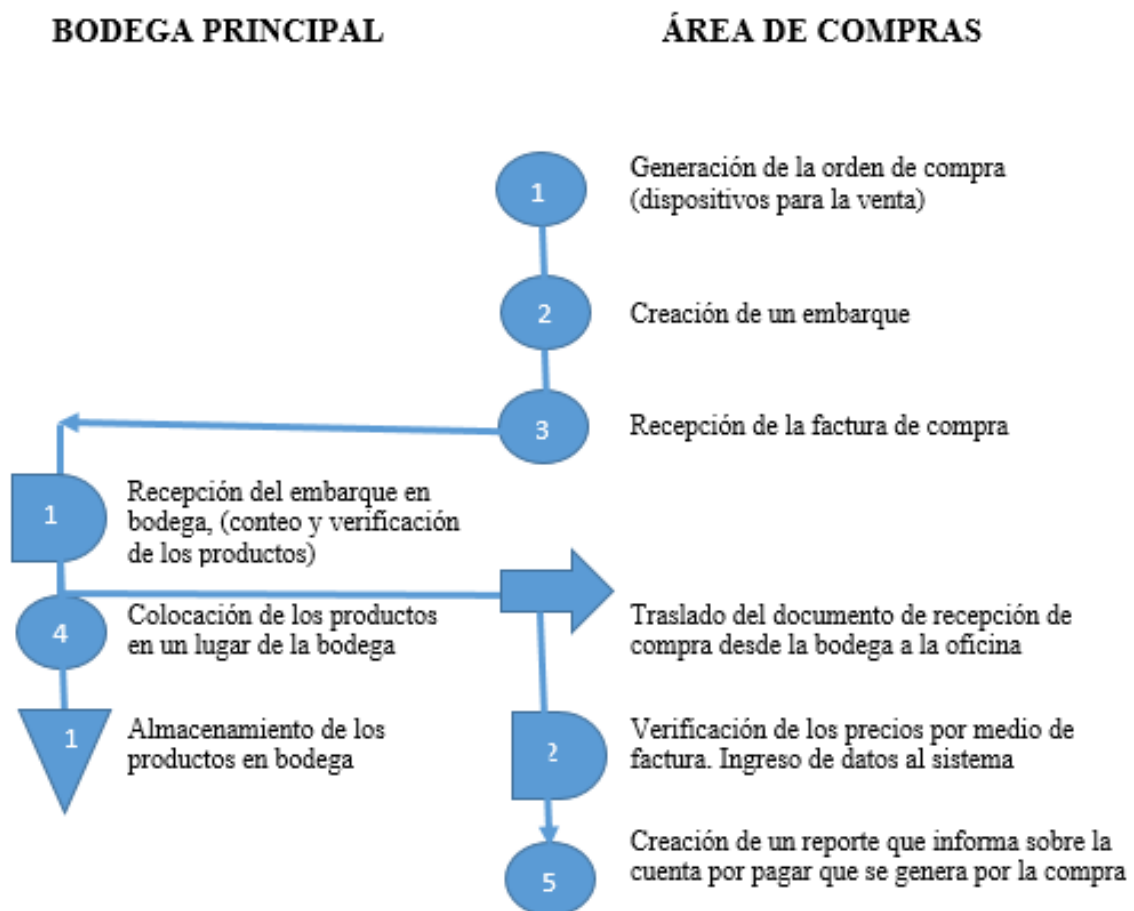 BODEGA PRINCIPAL
ÁREA DE COMPRAS
1
Generación de la orden de compra
(dispositivos para la venta)
2
Creación de un embarque
3
Recepción de la factura de compra
1
Recepción del embarque en
bodega, (conteo y verificación
de los productos)
4
Colocación de los productos
en un lugar de la bodega
Traslado del documento de recepción de
compra desde la bodega a la oficina
1
Almacenamiento de los
productos en bodega
2
Verificación de los precios por medio de
factura. Ingreso de datos al sistema
5
Creación de un reporte que informa sobre la
cuenta por pagar que se genera por la compra